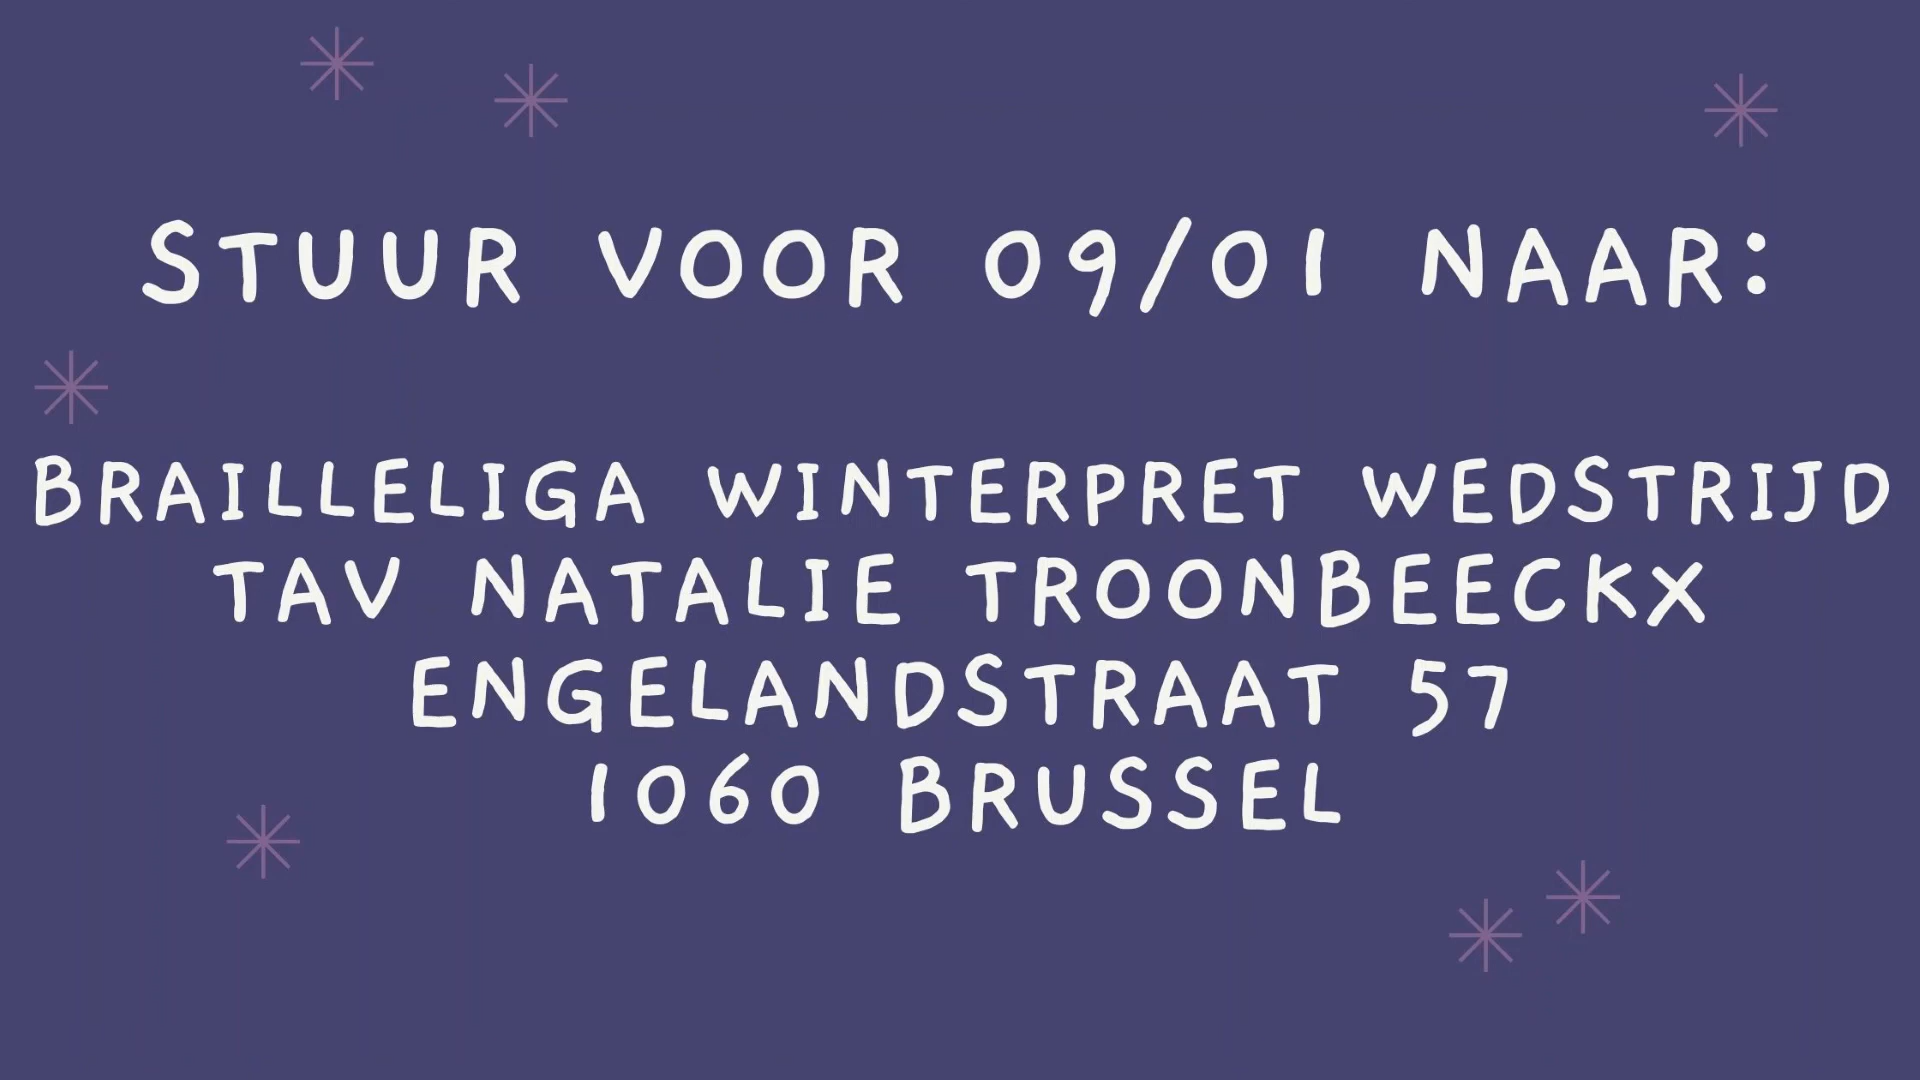 STUUR VOOR 09/01 NAAR:
BRAILLELIGA WINTERPRET WEDSTRIJD
TAV NATALIE TROONBEECKX
ENGELANDSTRAAT 57
1060 BRUSSEL